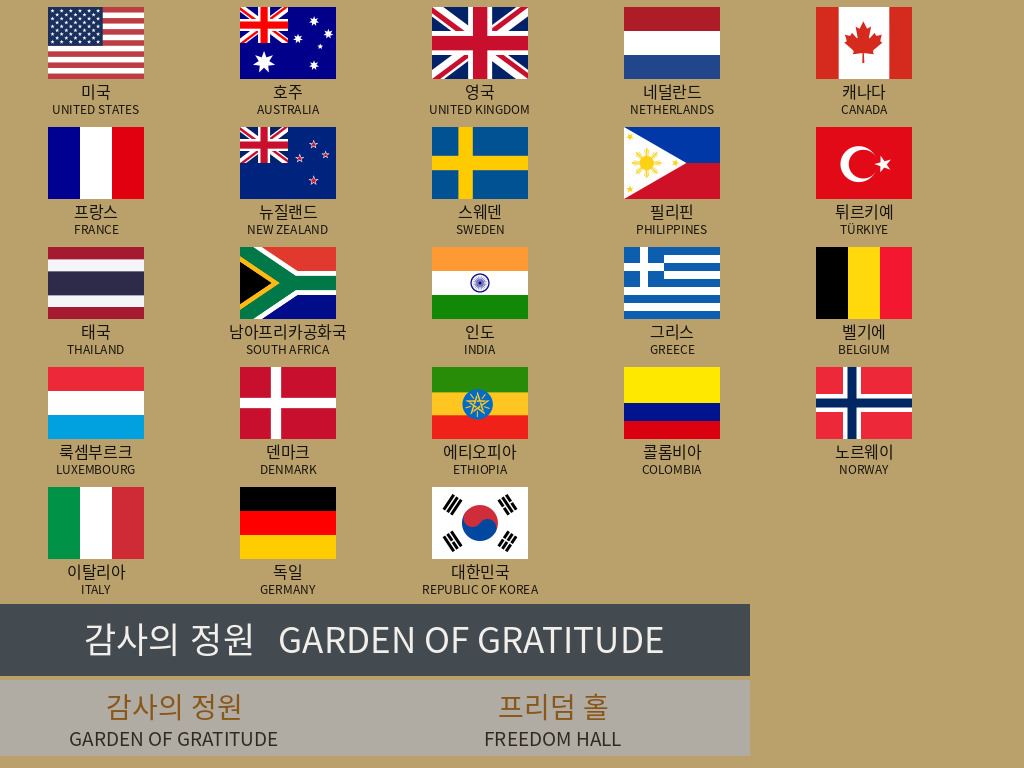 미국
UNITED STATES
호주
AUSTRALIA
영국
UNITED KINGDOM
네덜란드
NETHERLANDS
캐나다
CANADA
프랑스
FRANCE
뉴질랜드
NEW ZEALAND
스웨덴
SWEDEN
필리핀
PHILIPPINES
튀르키예
TÜRKIYE
태국
THAILAND
남아프리카공화국
SOUTH AFRICA
인도
INDIA
그리스
GREECE
벨기에
BELGIUM
룩셈부르크
LUXEMBOURG
덴마크
DENMARK
에티오피아
ETHIOPIA
콜롬비아
COLOMBIA
노르웨이
NORWAY
이탈리아
ITALY
독일
GERMANY
대한민국
REPUBLIC OF KOREA
감사의 정원 GARDEN OF GRATITUDE
감사의 정원
GARDEN OF GRATITUDE
프리덤 홀
FREEDOM HALL